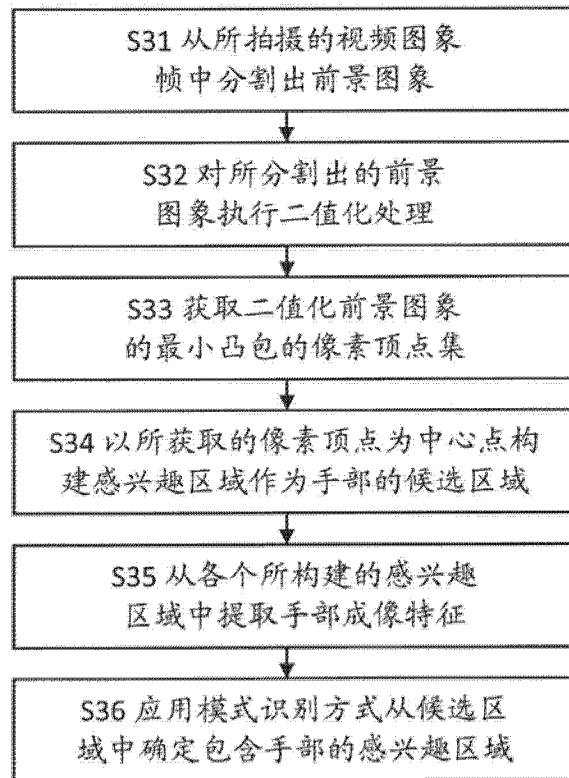 S31 从所拍摄的视频图象
帧中分割出前景图象
S32 对所分割出的前景
图象执行二值化处理
S33 获取二值化前景图象
的最小凸包的像素顶点集
S34 以所获取的像素顶点为中心点构
建感兴趣区域作为手部的候选区域
S35 从各个所构建的感兴趣
区域中提取手部成像特征
S36 应用模式识别方式从候选区
域中确定包含手部的感兴趣区域